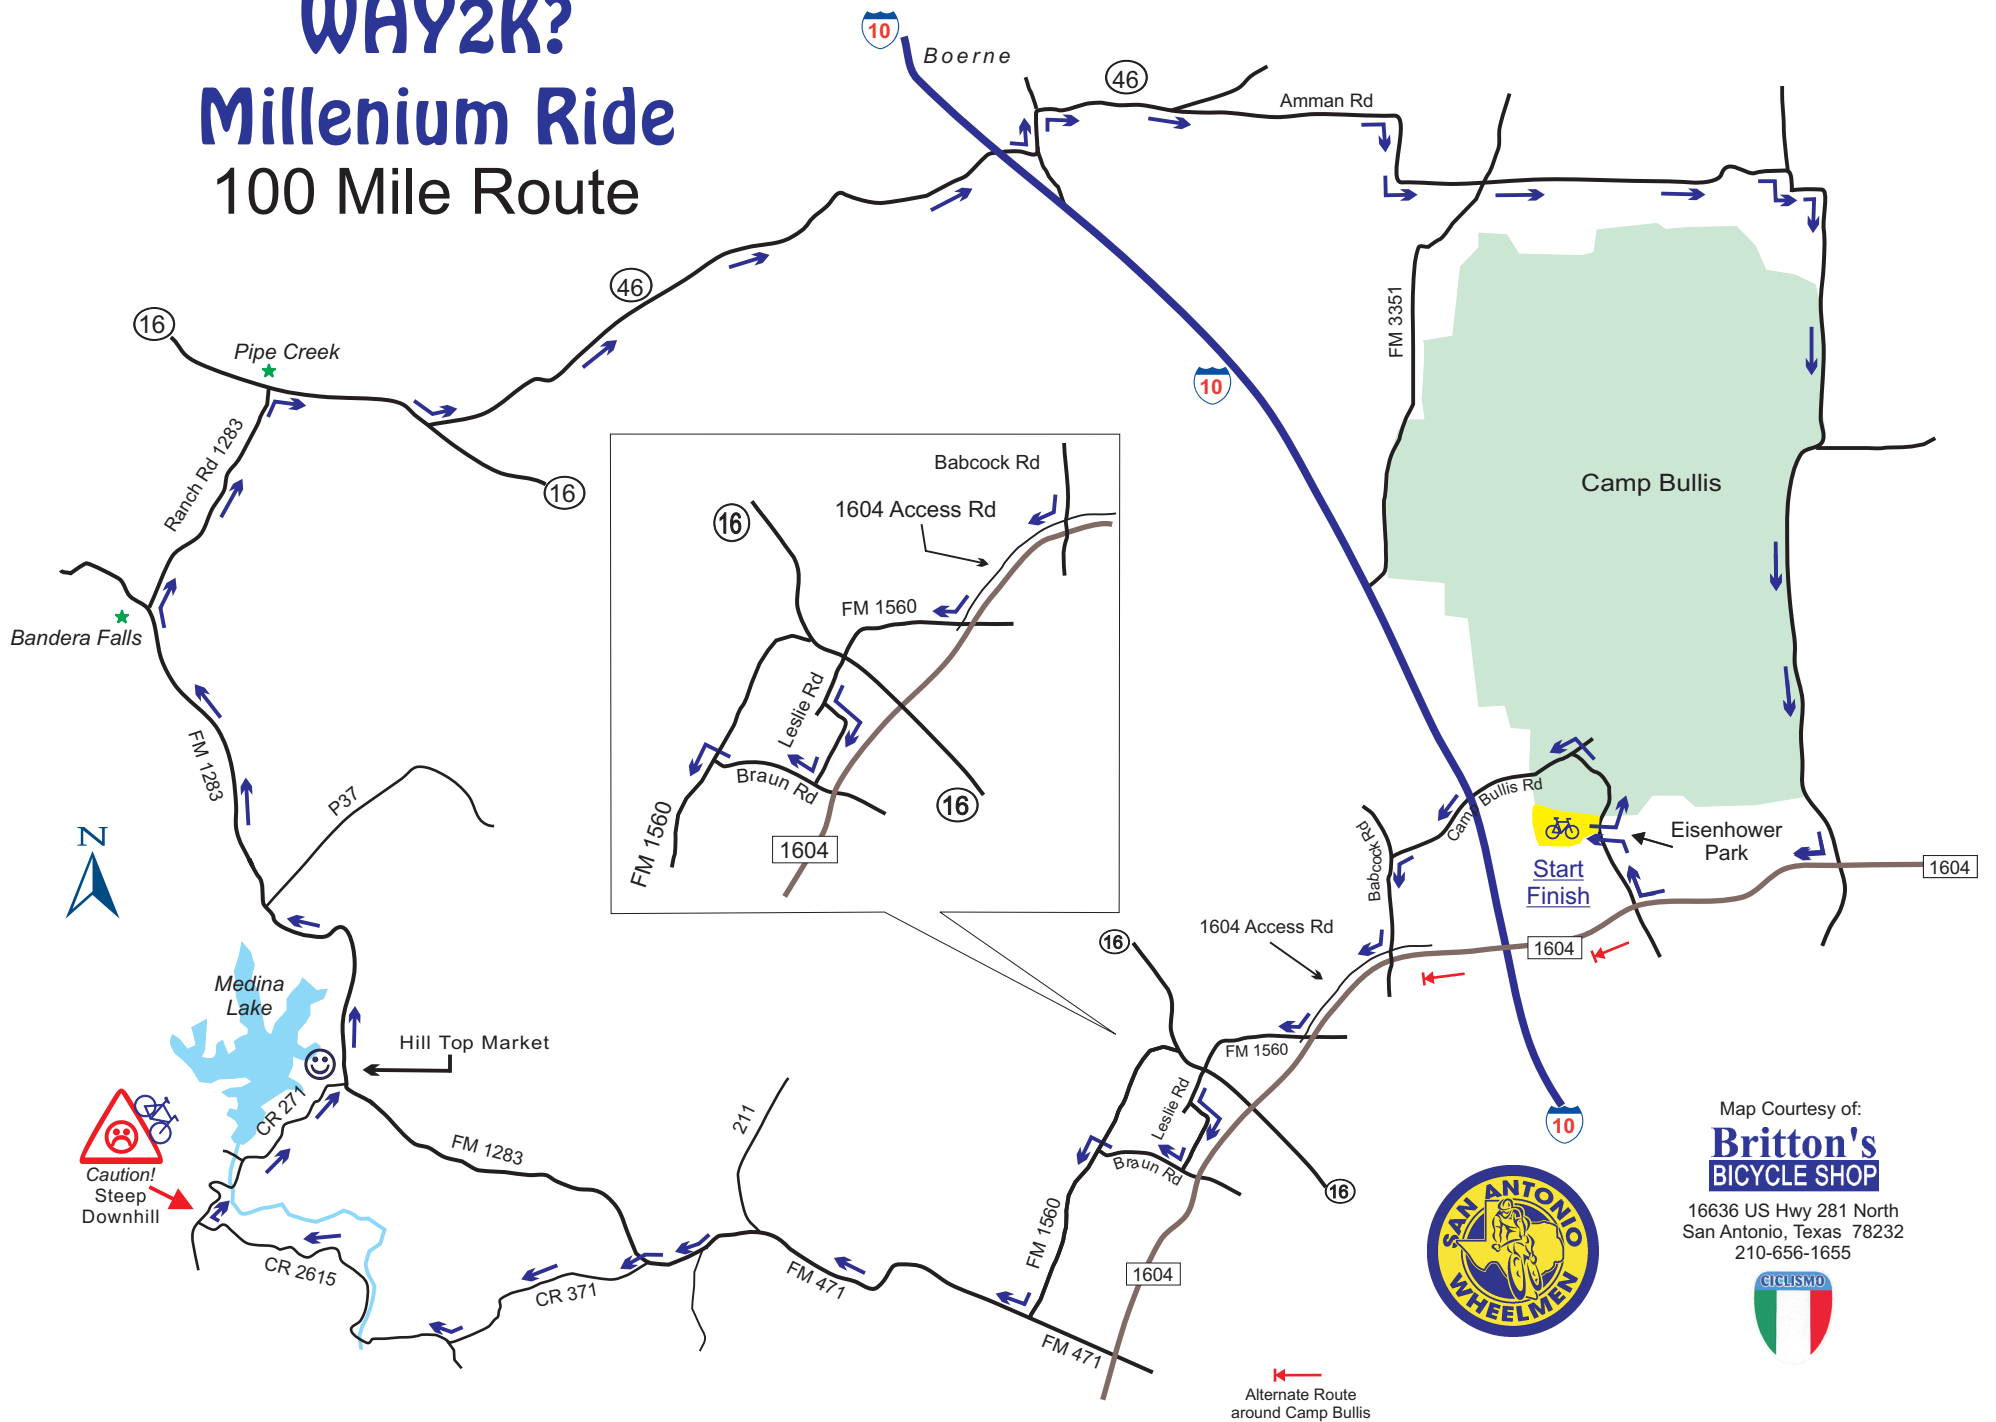 WAY2K?
Millenium Ride
100 Mile Route
10
Boerne
46
Amman Rd
16
Pipe Creek
46
FM 3351
10
Ranch Rd 1283
16
Camp Bullis
Babcock Rd
1604 Access Rd
16
FM 1560
Leslie Rd
Braun Rd
16
FM 1560
1604
Bandera Falls
FM 1283
P37
N
Camp Bullis Rd
Babcock Rd
Eisenhower
Park
Start
Finish
1604
1604 Access Rd
1604
16
Medina
Lake
Hill Top Market
CR 271
FM 1560
Leslie Rd
Braun Rd
16
10
Caution!
Steep
Downhill
FM 1283
211
FM 1560
1604
CR 2615
CR 371
FM 471
FM 471
SAN ANTONIO
WHEELMEN
Map Courtesy of:
Britton's
BICYCLE SHOP
16636 US Hwy 281 North
San Antonio, Texas 78232
210-656-1655
CICLISMO
Alternate Route
around Camp Bullis